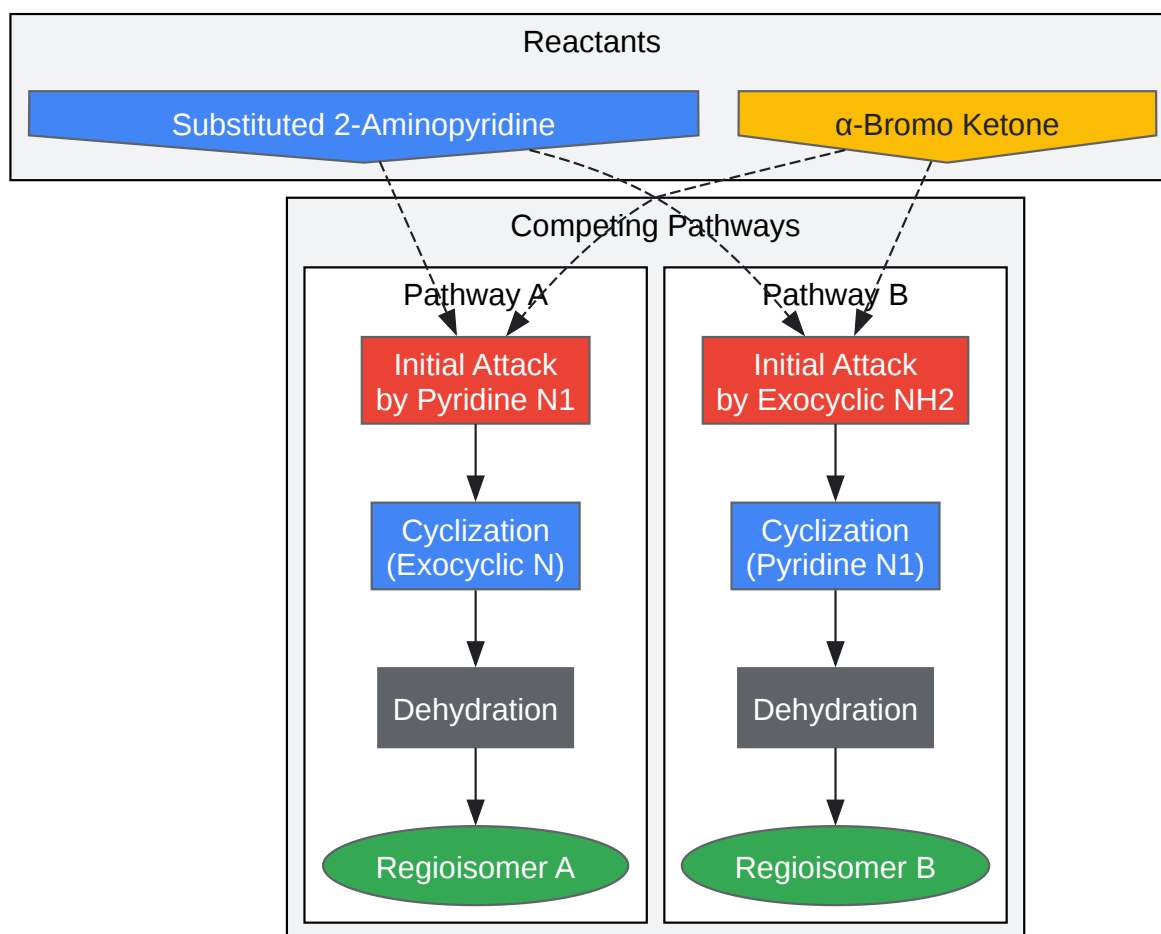 Reactants
Substituted 2-Aminopyridine
α-Bromo Ketone
Competing Pathways
Pathway A
Pathway B
Initial Attack
by Pyridine N1
Initial Attack
by Exocyclic NH2
Cyclization
(Exocyclic N)
Cyclization
(Pyridine N1)
Dehydration
Dehydration
Regioisomer A
Regioisomer B